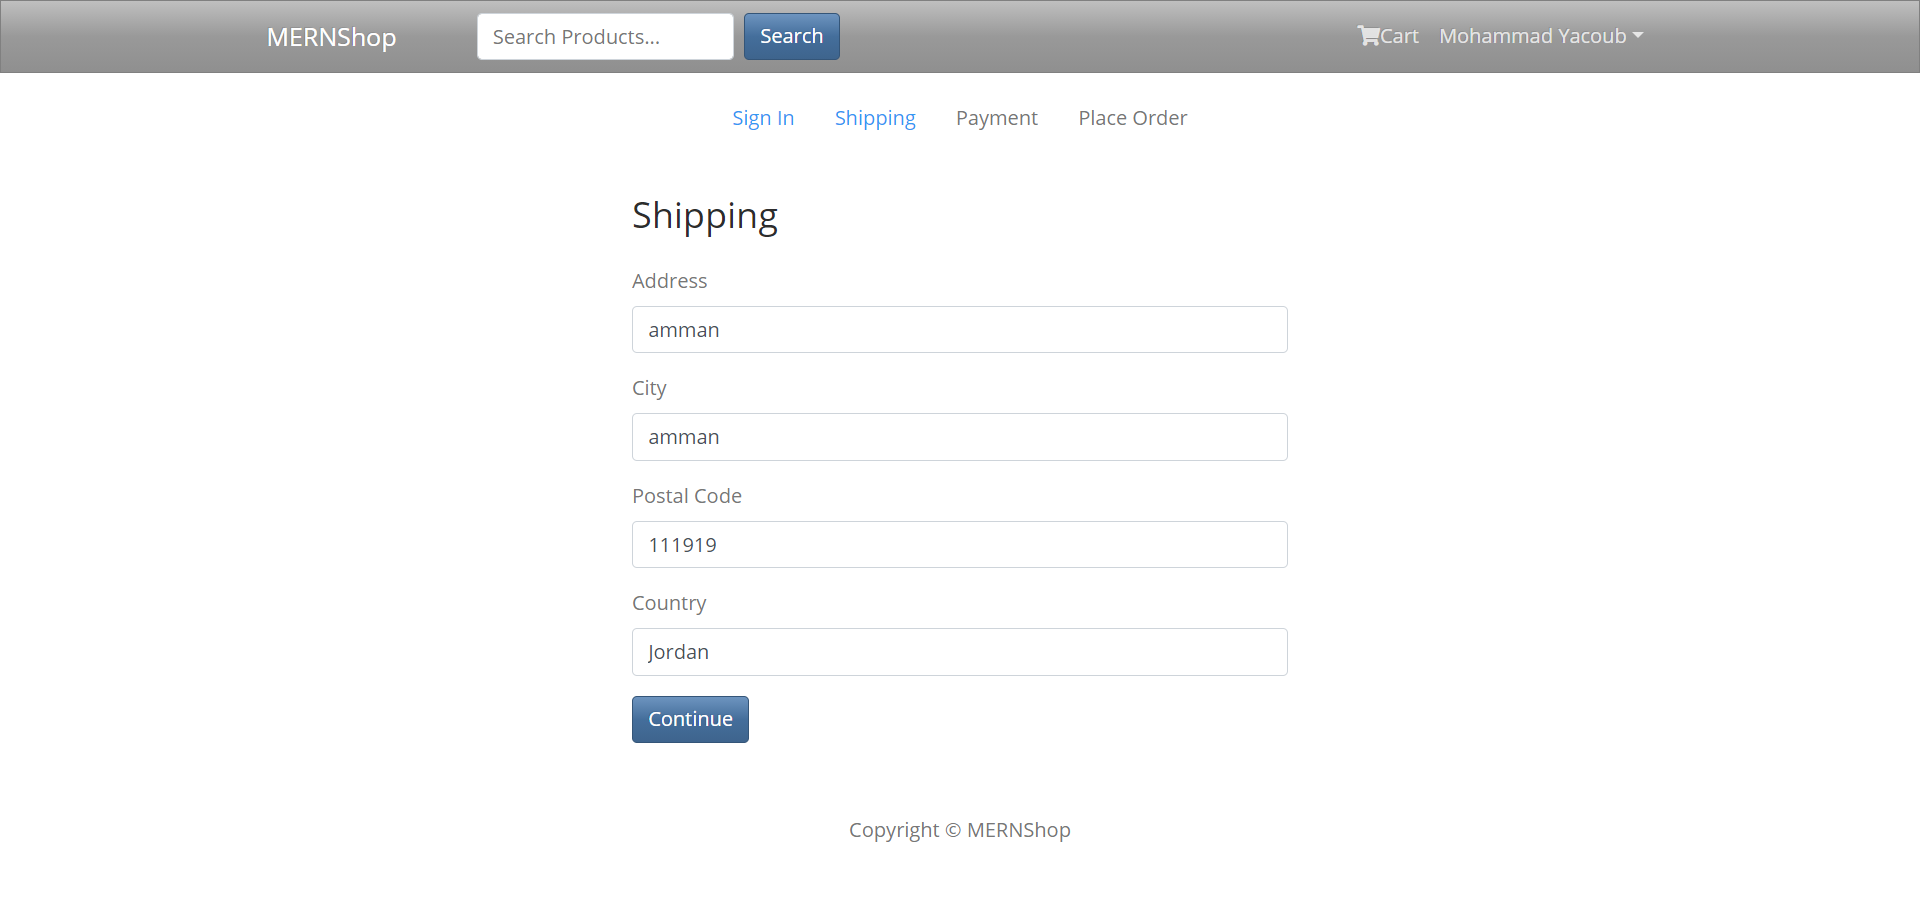 MERNShop Search Products... Search Cart Mohammad Yacoub
Sign In Shipping Payment Place Order
Shipping
Address
amman
City
amman
Postal Code
111919
Country
Jordan
Continue
Copyright © MERNShop